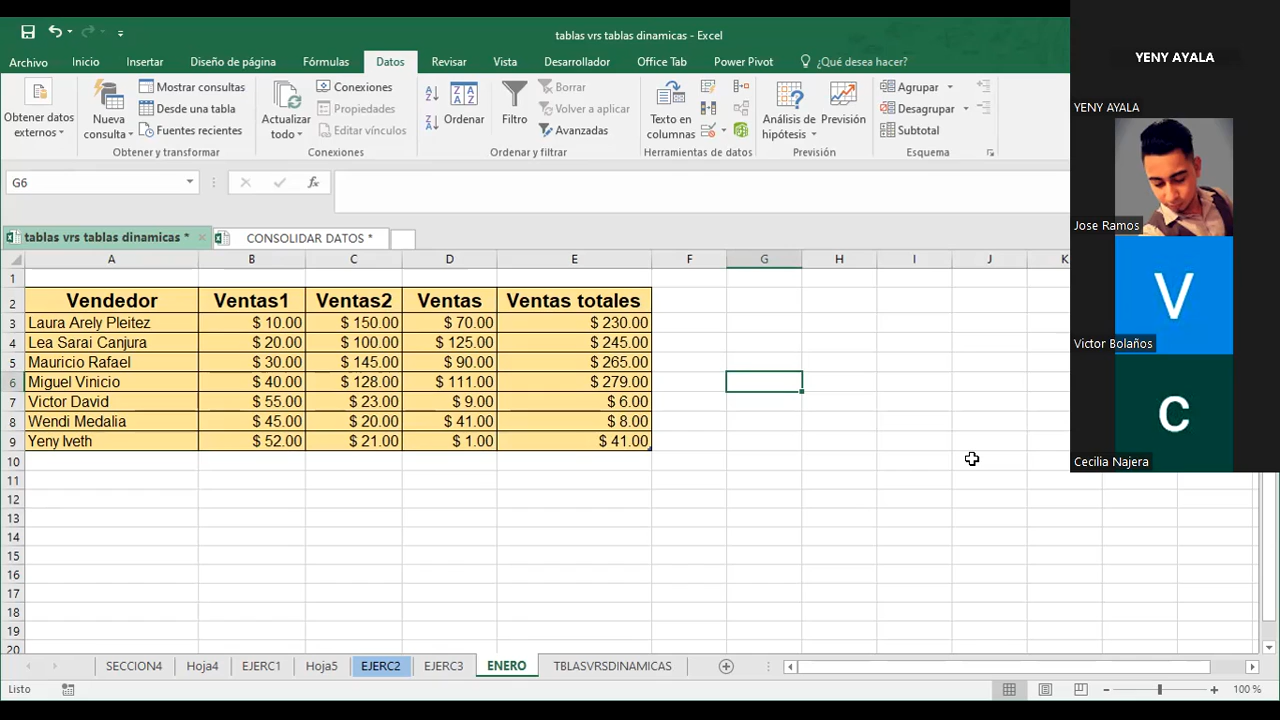 tablas vrs tablas dinamicas - Excel
Archivo Inicio Insertar Diseño de página Fórmulas Datos Revisar Vista Desarrollador Office Tab Power Pivot ¿Qué desea hacer?
Obtener datos externos
Nueva consulta
Mostrar consultas
Desde una tabla
Fuentes recientes
Obtener y transformar
Actualizar todo
Conexiones
Propiedades
Editar vínculos
Conexiones
Ordenar
Filtro
Borrar
Volver a aplicar
Avanzadas
Ordenar y filtrar
Texto en columnas
Herramientas de datos
Análisis de hipótesis
Previsión
Previsión
Agrupar
Desagrupar
Subtotal
Esquema
G6
fx
tablas vrs tablas dinamicas * CONSOLIDAR DATOS *
A B C D E F G H I J K
1
2 Vendedor Ventas1 Ventas2 Ventas Ventas totales
3 Laura Arely Pleitez $ 10.00 $ 150.00 $ 70.00 $ 230.00
4 Lea Sarai Canjura $ 20.00 $ 100.00 $ 125.00 $ 245.00
5 Mauricio Rafael $ 30.00 $ 145.00 $ 90.00 $ 265.00
6 Miguel Vinicio $ 40.00 $ 128.00 $ 111.00 $ 279.00
7 Victor David $ 55.00 $ 23.00 $ 9.00 $ 6.00
8 Wendi Medalia $ 45.00 $ 20.00 $ 41.00 $ 8.00
9 Yeny Iveth $ 52.00 $ 21.00 $ 1.00 $ 41.00
10
11
12
13
14
15
16
17
18
19
20
SECCION4 Hoja4 EJERC1 Hoja5 EJERC2 EJERC3 ENERO TBLASVRSDINAMICAS
Listo
100 %
YENY AYALA
YENY AYALA
Jose Ramos
V
Victor Bolaños
C
Cecilia Najera